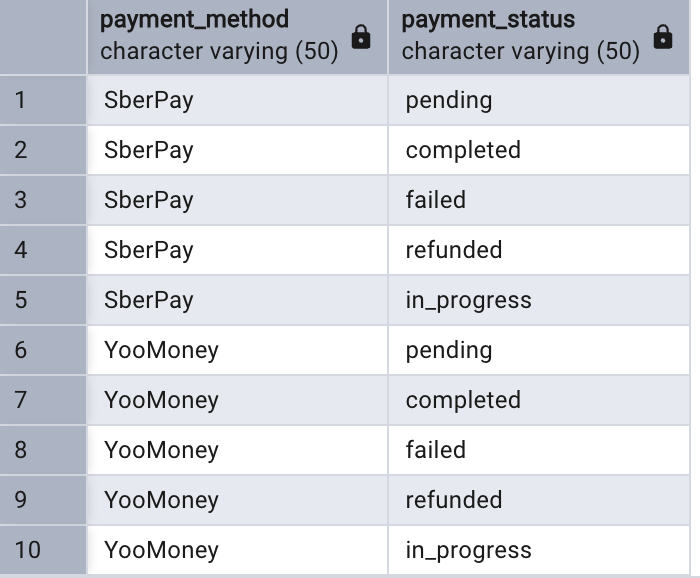 payment_method payment_status
character varying (50) character varying (50)
1 SberPay pending
2 SberPay completed
3 SberPay failed
4 SberPay refunded
5 SberPay in_progress
6 YooMoney pending
7 YooMoney completed
8 YooMoney failed
9 YooMoney refunded
10 YooMoney in_progress